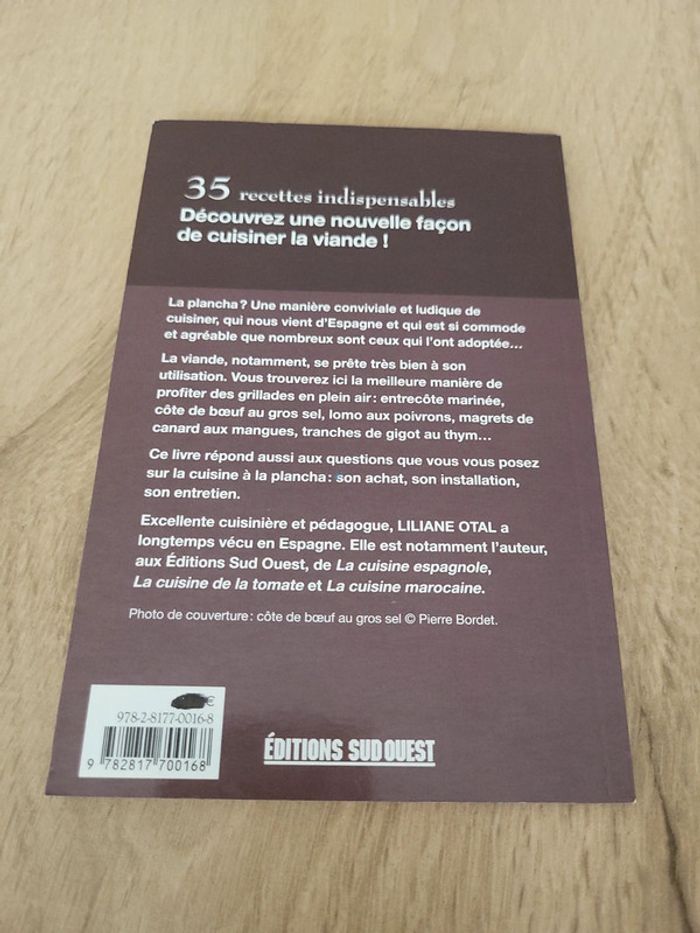 35 recettes indispensables
Découvrez une nouvelle façon
de cuisiner la viande !
La plancha ? Une manière conviviale et ludique de
cuisiner, qui nous vient d'Espagne et qui est si commode
et agréable que nombreux sont ceux qui l'ont adoptée...
La viande, notamment, se prête très bien à son
utilisation. Vous trouverez ici la meilleure manière de
profiter des grillades en plein air : entrecôte marinée,
côte de bœuf au gros sel, lomo aux poivrons, magrets de
canard aux mangues, tranches de gigot au thym...
Ce livre répond aussi aux questions que vous vous posez
sur la cuisine à la plancha : son achat, son installation,
son entretien.
Excellente cuisinière et pédagogue, LILIANE OTAL a
longtemps vécu en Espagne. Elle est notamment l'auteur,
aux Éditions Sud Ouest, de La cuisine espagnole,
La cuisine de la tomate et La cuisine marocaine.
Photo de couverture : côte de bœuf au gros sel © Pierre Bordet.
€
978-2-8177-0016-8
9 782817 700168
ÉDITIONS SUD OUEST